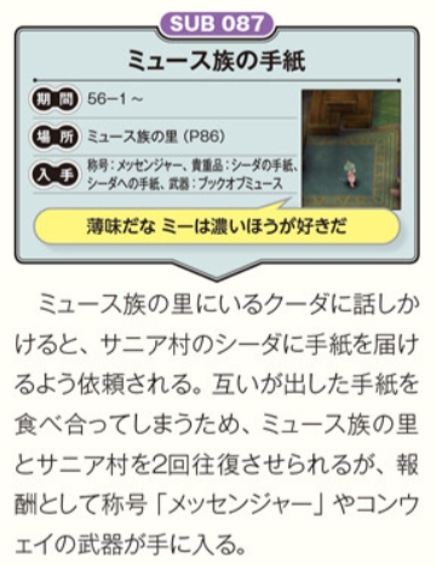 SUB 087
ミュース族の手紙
期間 56−1～
場所 ミュース族の里（P86）
入手 称号：メッセンジャー、貴重品：シーダの手紙、
シーダへの手紙、武器：ブックオブミュース
薄味だな ミーは濃いほうが好きだ
ミュース族の里にいるクーダに話しか
けると、サニア村のシーダに手紙を届け
るよう依頼される。互いが出した手紙を
食べ合ってしまうため、ミュース族の里
とサニア村を2回往復させられるが、報
酬として称号「メッセンジャー」やコンウ
ェイの武器が手に入る。